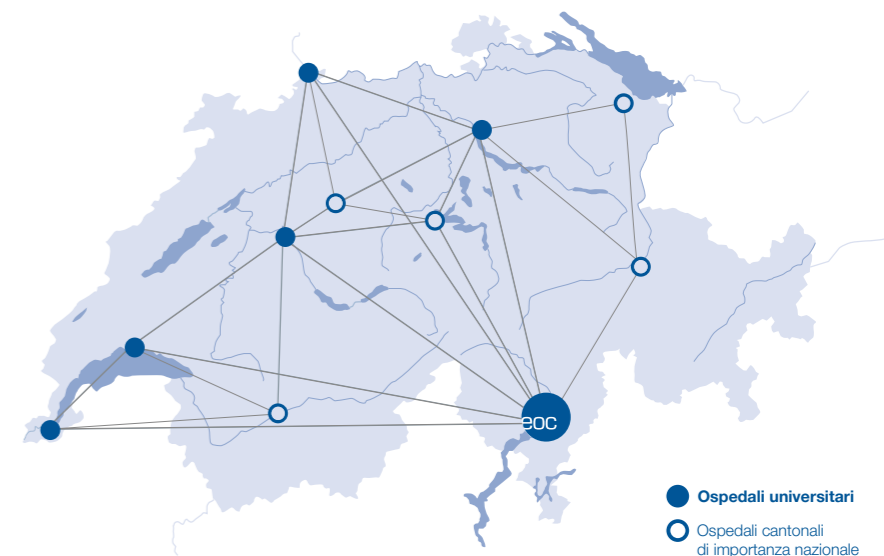 eoc
Ospedali universitari
Ospedali cantonali
di importanza nazionale